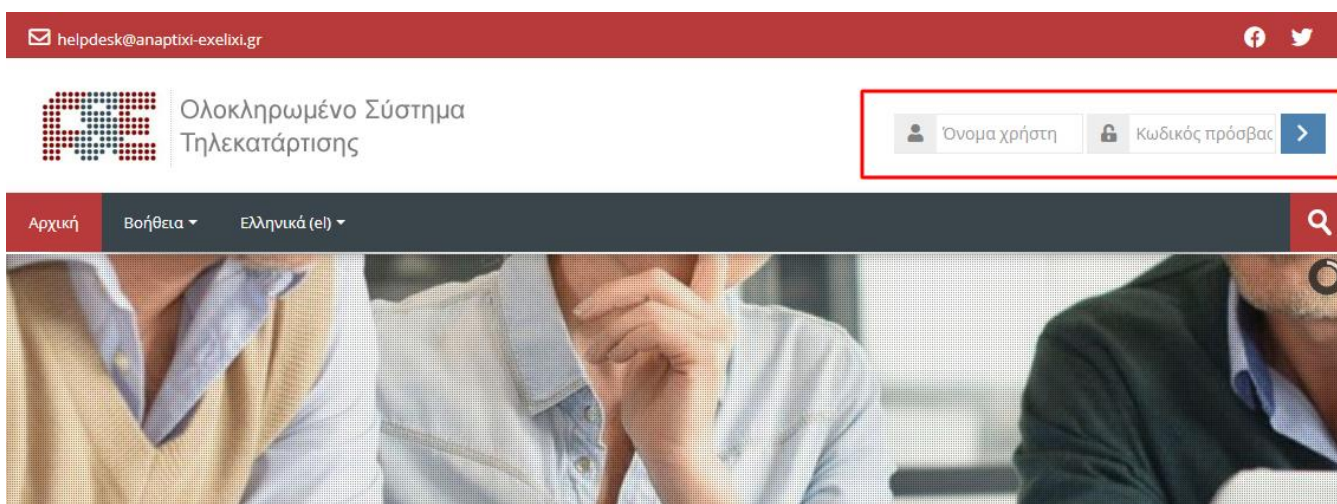 helpdesk@anaptixi-exelixi.gr
Ολοκληρωμένο Σύστημα
Τηλεκατάρτισης
Όνομα χρήστη Κωδικός πρόσβας
Αρχική Βοήθεια Ελληνικά (el)